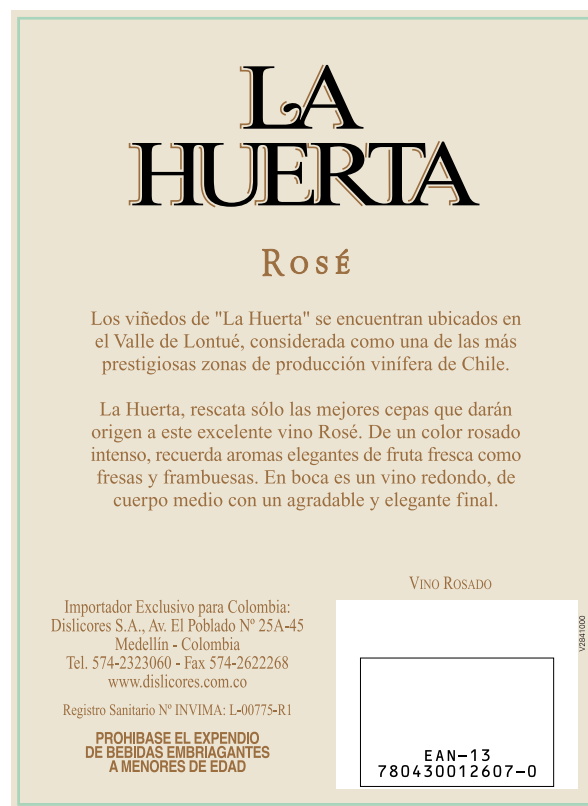 LA
HUERTA
ROSÉ
Los viñedos de "La Huerta" se encuentran ubicados en
el Valle de Lontué, considerada como una de las más
prestigiosas zonas de producción vinífera de Chile.
La Huerta, rescata sólo las mejores cepas que darán
origen a este excelente vino Rosé. De un color rosado
intenso, recuerda aromas elegantes de fruta fresca como
fresas y frambuesas. En boca es un vino redondo, de
cuerpo medio con un agradable y elegante final.
VINO ROSADO
Importador Exclusivo para Colombia:
Dislicores S.A., Av. El Poblado Nº 25A-45
Medellín - Colombia
Tel. 574-2323060 - Fax 574-2622268
www.dislicores.com.co
Registro Sanitario Nº INVIMA: L-00775-R1
PROHIBASE EL EXPENDIO
DE BEBIDAS EMBRIAGANTES
A MENORES DE EDAD
V2B41000
EAN-13
780430012607-0